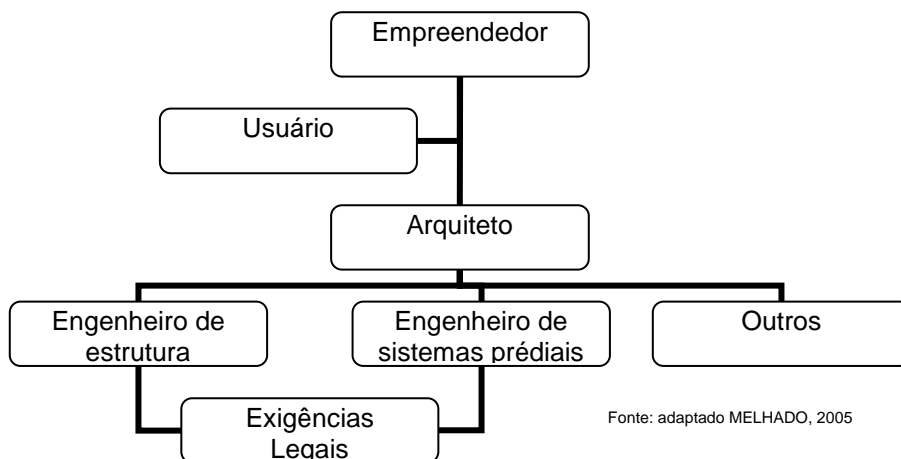 Empreendedor
Usuário
Arquiteto
Engenheiro de
estrutura
Engenheiro de
sistemas prédiais
Outros
Exigências
Legais
Fonte: adaptado MELHADO, 2005